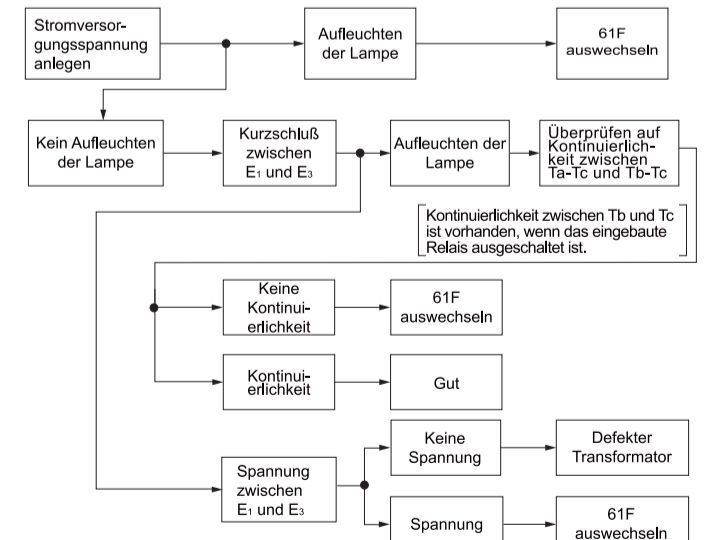 Stromversor-
gungsspannung
anlegen
Aufleuchten
der Lampe
61F
auswechseln
Kein Aufleuchten
der Lampe
Kurzschluß
zwischen
E₁ und E₃
Aufleuchten der
Lampe
Überprüfen auf
Kontinuierlich-
keit zwischen
Ta-Tc und Tb-Tc
Kontinuierlichkeit zwischen Tb und Tc
ist vorhanden, wenn das eingebaute
Relais ausgeschaltet ist.
Keine
Kontinui-
erlichkeit
61F
auswechseln
Kontinui-
erlichkeit
Gut
Spannung
zwischen
E₁ und E₃
Keine
Spannung
Defekter
Transformator
Spannung
61F
auswechseln